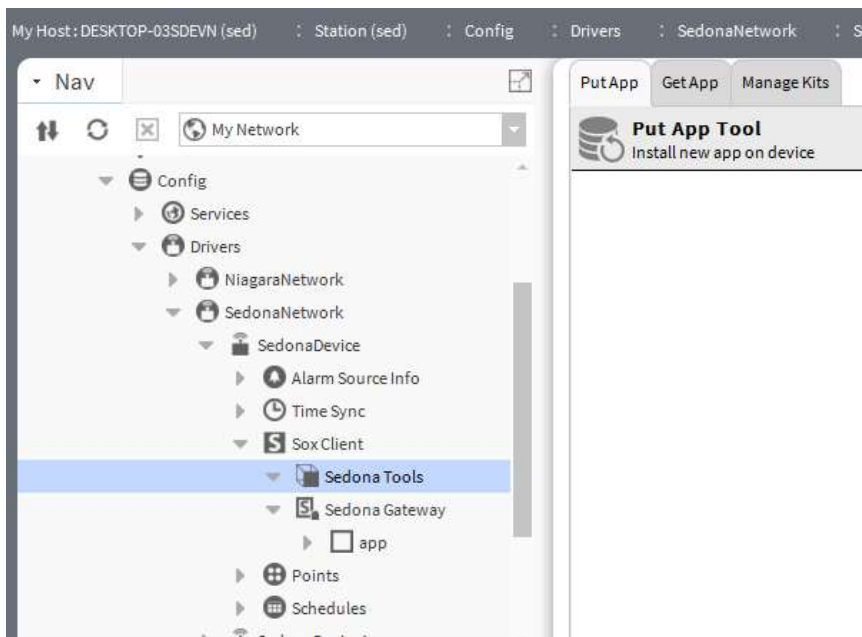 My Host : DESKTOP-03SDEVN (sed) : Station (sed) : Config : Drivers : SedonaNetwork :
Nav
My Network
Config
Services
Drivers
NiagaraNetwork
SedonaNetwork
SedonaDevice
Alarm Source Info
Time Sync
Sox Client
Sedona Tools
Sedona Gateway
app
Points
Schedules
Put App Get App Manage Kits
Put App Tool
Install new app on device